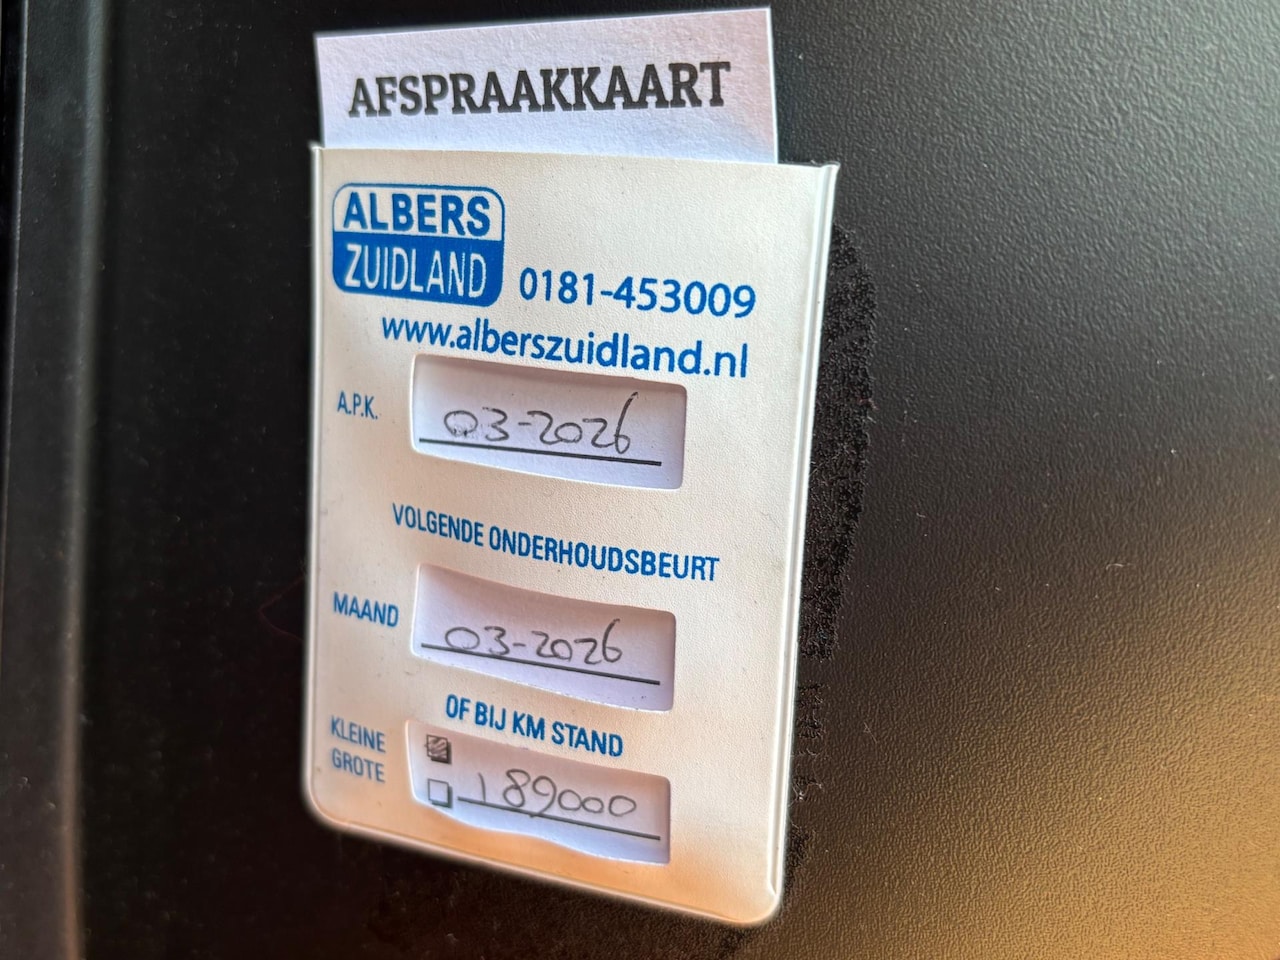 AFSPRAAKKAART
ALBERS
ZUIDLAND
0181-453009
www.alberszuidland.nl
A.P.K. 03-2026
VOLGENDE ONDERHOUDSBEURT
MAAND 03-2026
OF BIJ KM STAND
KLEINE
GROTE 189000